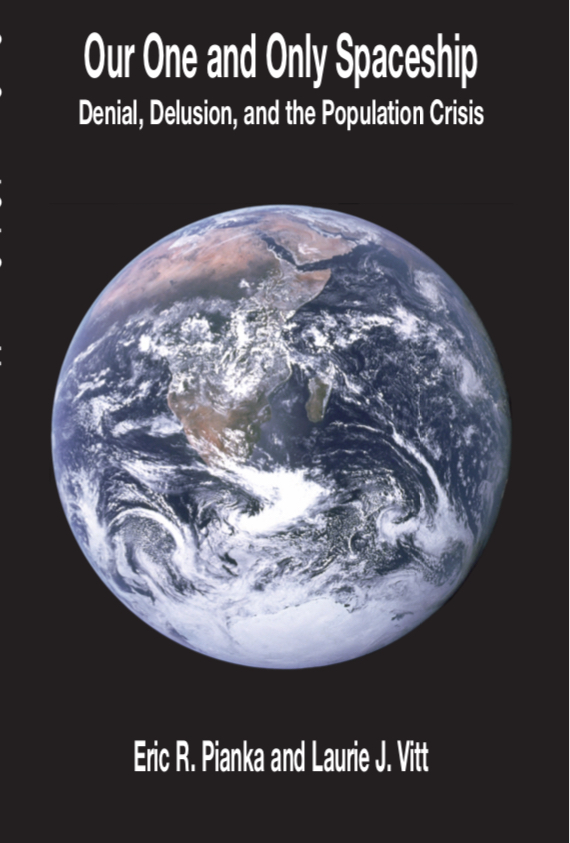 Our One and Only Spaceship
Denial, Delusion, and the Population Crisis
Eric R. Pianka and Laurie J. Vitt